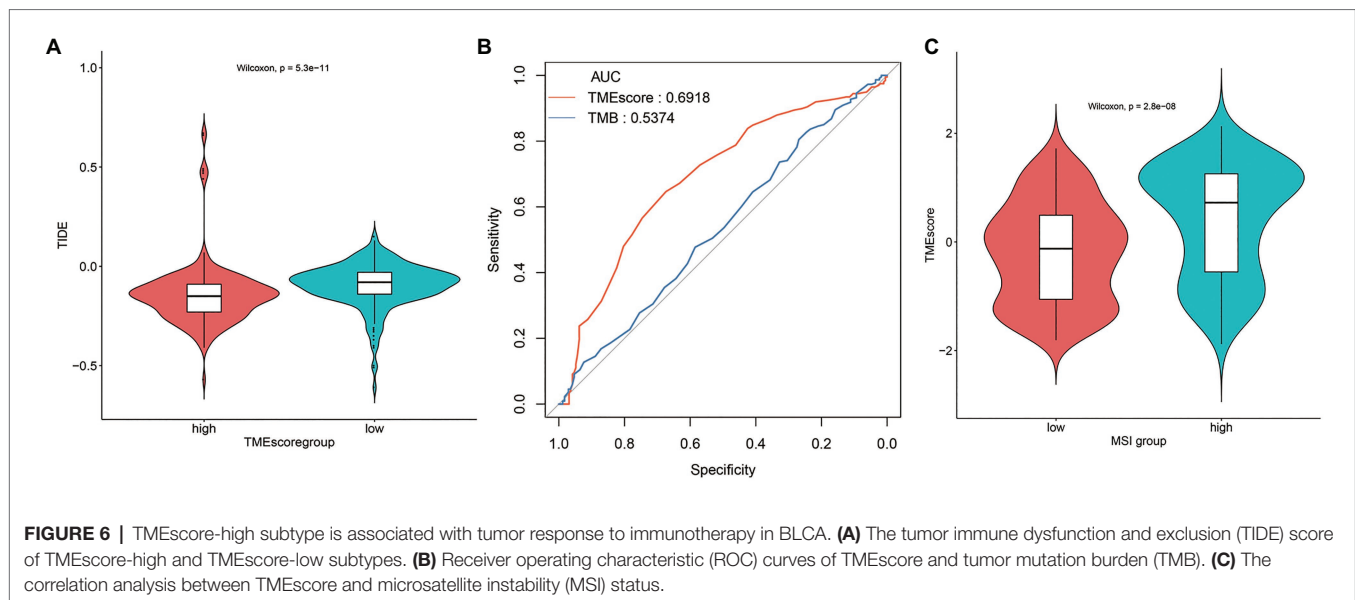 A
Wilcoxon, p = 5.3e−11
1.0
0.5
0.0
−0.5
TIDE
high
low
TMEscoregroup
B
AUC
TMEscore : 0.6918
TMB : 0.5374
1.0
0.8
0.6
0.4
0.2
0.0
Sensitivity
1.0 0.8 0.6 0.4 0.2 0.0
Specificity
C
Wilcoxon, p = 2.8e−08
2
0
−2
TMEscore
low
high
MSI group
FIGURE 6 | TMEscore-high subtype is associated with tumor response to immunotherapy in BLCA. (A) The tumor immune dysfunction and exclusion (TIDE) score
of TMEscore-high and TMEscore-low subtypes. (B) Receiver operating characteristic (ROC) curves of TMEscore and tumor mutation burden (TMB). (C) The
correlation analysis between TMEscore and microsatellite instability (MSI) status.